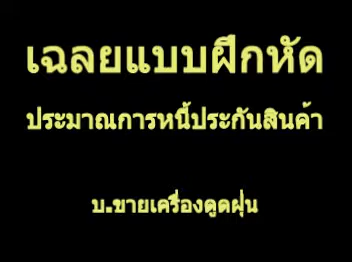 เฉลยแบบฝึกหัด
ประมาณการหนี้ประกันสินค้า
บ.ขายเครื่องดูดฝุ่น